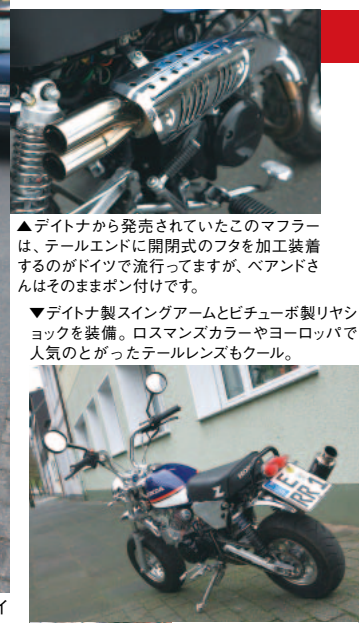 ▲デイトナから発売されていたこのマフラー
は、テールエンドに開閉式のフタを加工装着
するのがドイツで流行ってますが、ベアンドさ
んはそのままポン付けです。
▼デイトナ製スイングアームとビチューボ製リヤシ
ョックを装備。ロスマンズカラーやヨーロッパで
人気のとがったテールレンズもクール。
HONDA
Z
E
RR 1
イ